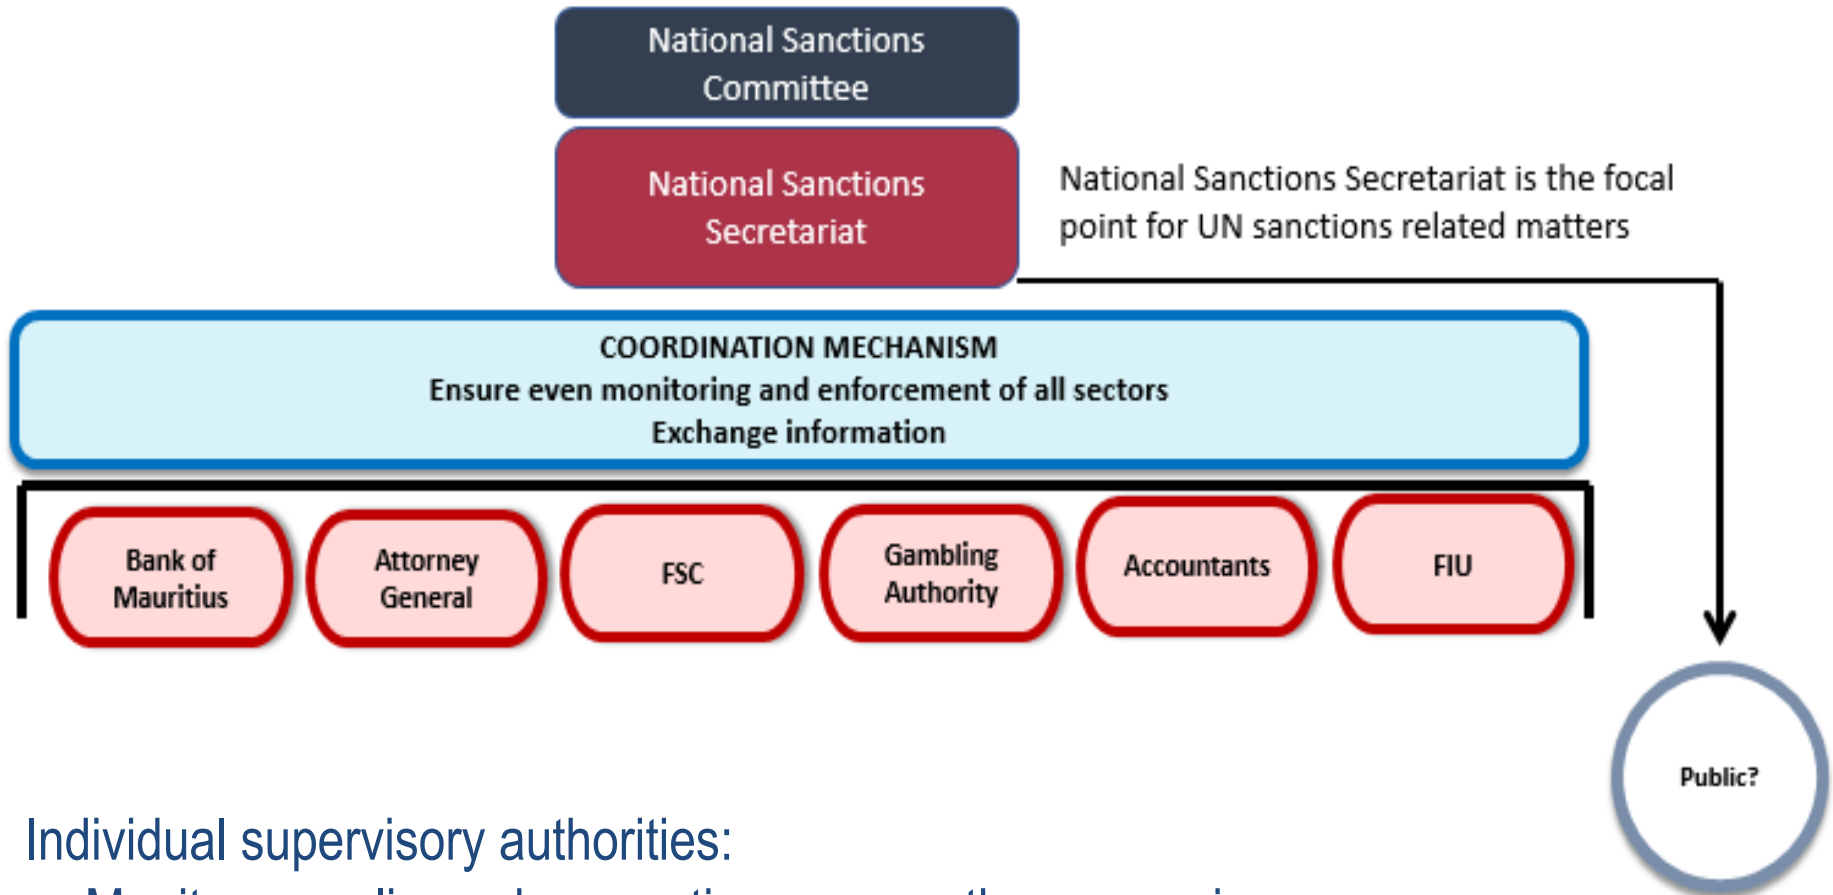 National Sanctions
Committee
National Sanctions
Secretariat
National Sanctions Secretariat is the focal
point for UN sanctions related matters
COORDINATION MECHANISM
Ensure even monitoring and enforcement of all sectors
Exchange information
Bank of
Mauritius
Attorney
General
FSC
Gambling
Authority
Accountants
FIU
Public?
Individual supervisory authorities: